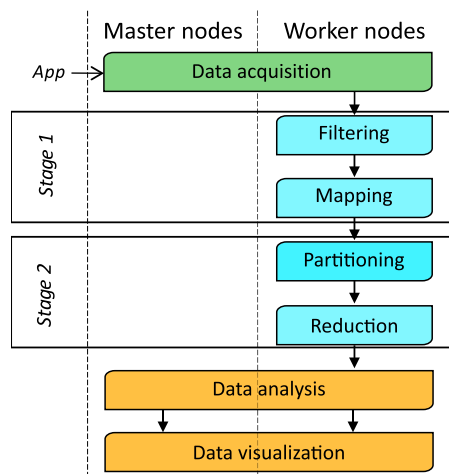 Master nodes
Worker nodes
App
Data acquisition
Stage 1
Filtering
Mapping
Stage 2
Partitioning
Reduction
Data analysis
Data visualization